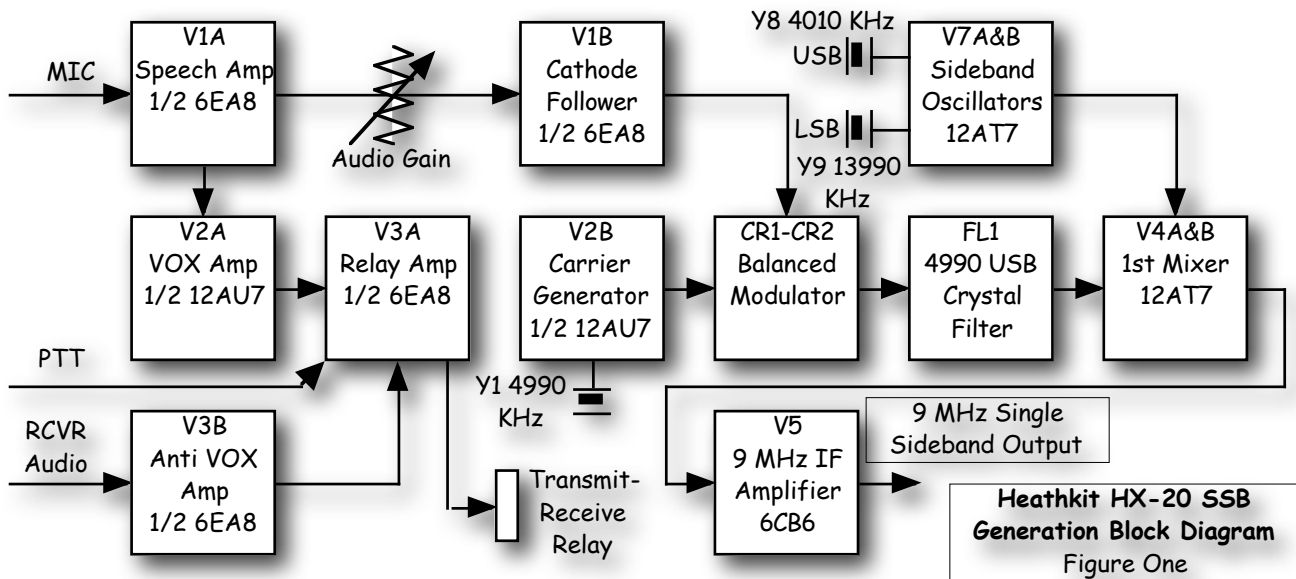 MIC
V1A
Speech Amp
1/2 6EA8
Audio Gain
V1B
Cathode
Follower
1/2 6EA8
Y8 4010 KHz
USB
LSB
Y9 13990
KHz
V7A&B
Sideband
Oscillators
12AT7
V2A
VOX Amp
1/2 12AU7
V3A
Relay Amp
1/2 6EA8
V2B
Carrier
Generator
1/2 12AU7
CR1-CR2
Balanced
Modulator
FL1
4990 USB
Crystal
Filter
V4A&B
1st Mixer
12AT7
PTT
Y1 4990
KHz
RCVR
Audio
V3B
Anti VOX
Amp
1/2 6EA8
Transmit-
Receive
Relay
V5
9 MHz IF
Amplifier
6CB6
9 MHz Single
Sideband Output
Heathkit HX-20 SSB
Generation Block Diagram
Figure One